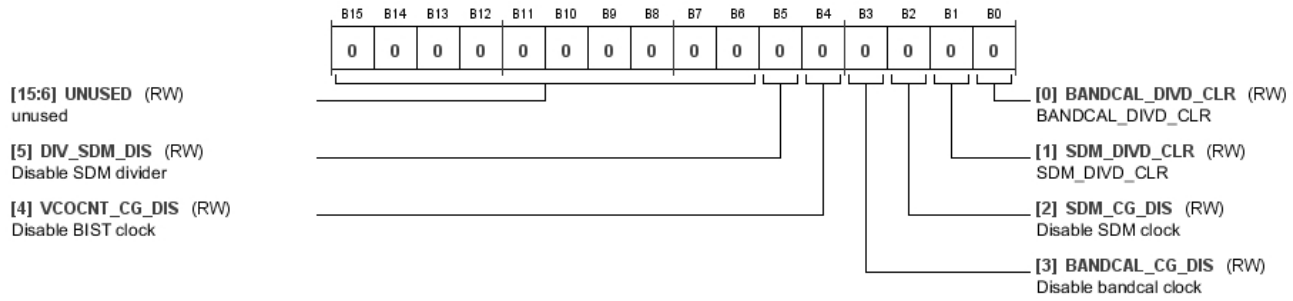 B15 B14 B13 B12 B11 B10 B9 B8 B7 B6 B5 B4 B3 B2 B1 B0
0 0 0 0 0 0 0 0 0 0 0 0 0 0 0 0
[15:6] UNUSED (RW)
unused
[5] DIV_SDM_DIS (RW)
Disable SDM divider
[4] VCOCNT_CG_DIS (RW)
Disable BIST clock
[0] BANDCAL_DIVD_CLR (RW)
BANDCAL_DIVD_CLR
[1] SDM_DIVD_CLR (RW)
SDM_DIVD_CLR
[2] SDM_CG_DIS (RW)
Disable SDM clock
[3] BANDCAL_CG_DIS (RW)
Disable bandcal clock